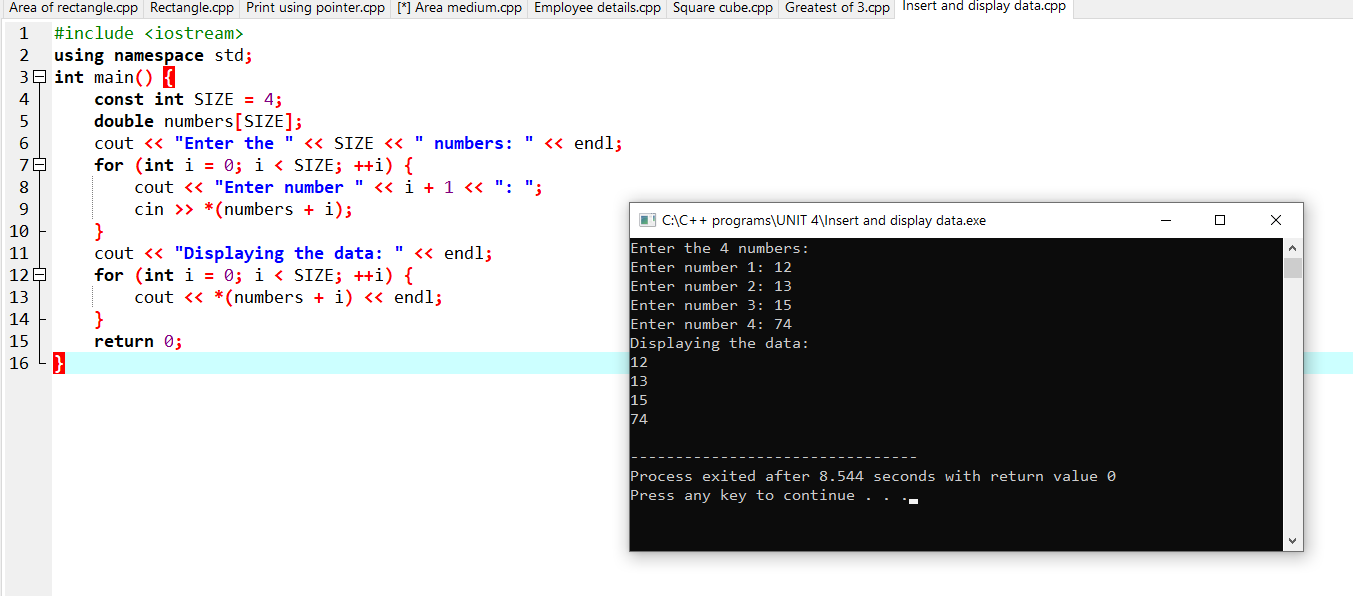 Area of rectangle.cpp Rectangle.cpp Print using pointer.cpp [*] Area medium.cpp Employee details.cpp Square cube.cpp Greatest of 3.cpp Insert and display data.cpp
1 #include <iostream>
2 using namespace std;
3 int main() {
4 const int SIZE = 4;
5 double numbers[SIZE];
6 cout << "Enter the " << SIZE << " numbers: " << endl;
7 for (int i = 0; i < SIZE; ++i) {
8 cout << "Enter number " << i + 1 << ": ";
9 cin >> *(numbers + i);
10 }
11 cout << "Displaying the data: " << endl;
12 for (int i = 0; i < SIZE; ++i) {
13 cout << *(numbers + i) << endl;
14 }
15 return 0;
16 }
C:\C++ programs\UNIT 4\Insert and display data.exe
Enter the 4 numbers:
Enter number 1: 12
Enter number 2: 13
Enter number 3: 15
Enter number 4: 74
Displaying the data:
12
13
15
74
--------------------------------
Process exited after 8.544 seconds with return value 0
Press any key to continue . . .